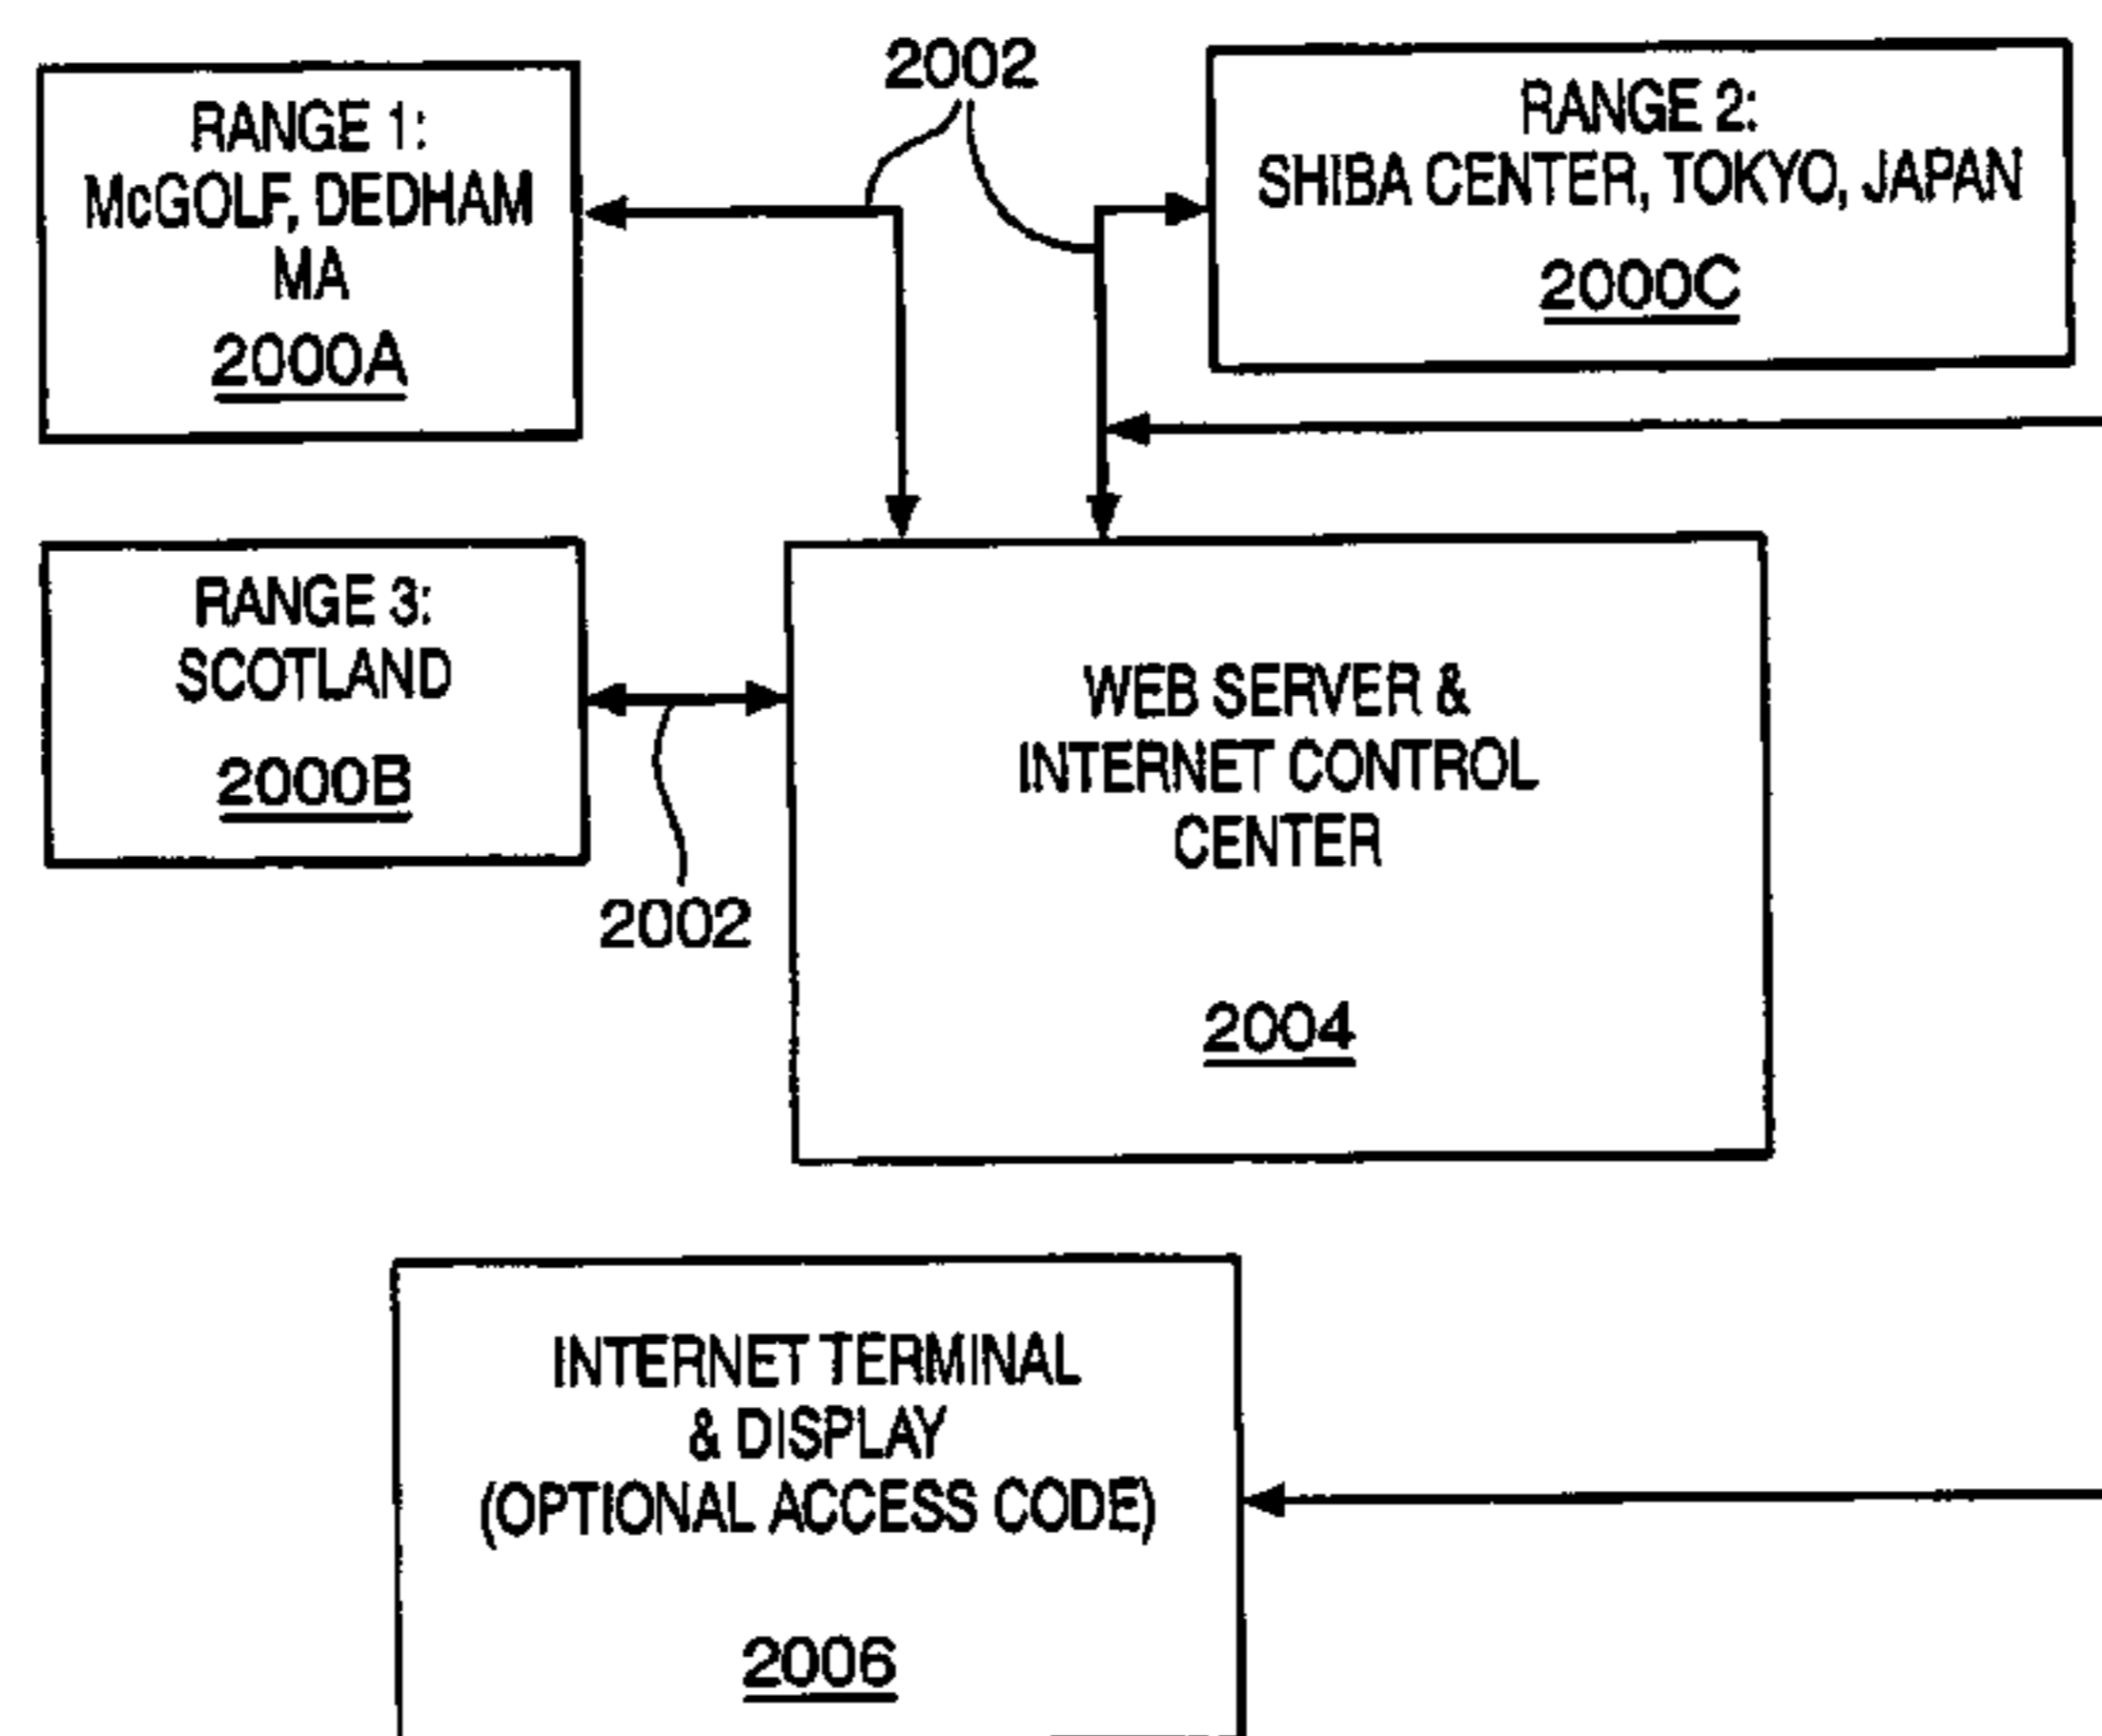 2002
RANGE 1:
McGOLF, DEDHAM
MA
2000A
RANGE 2:
SHIBA CENTER, TOKYO, JAPAN
2000C
RANGE 3:
SCOTLAND
2000B
2002
WEB SERVER &
INTERNET CONTROL
CENTER
2004
INTERNET TERMINAL
& DISPLAY
(OPTIONAL ACCESS CODE)
2006